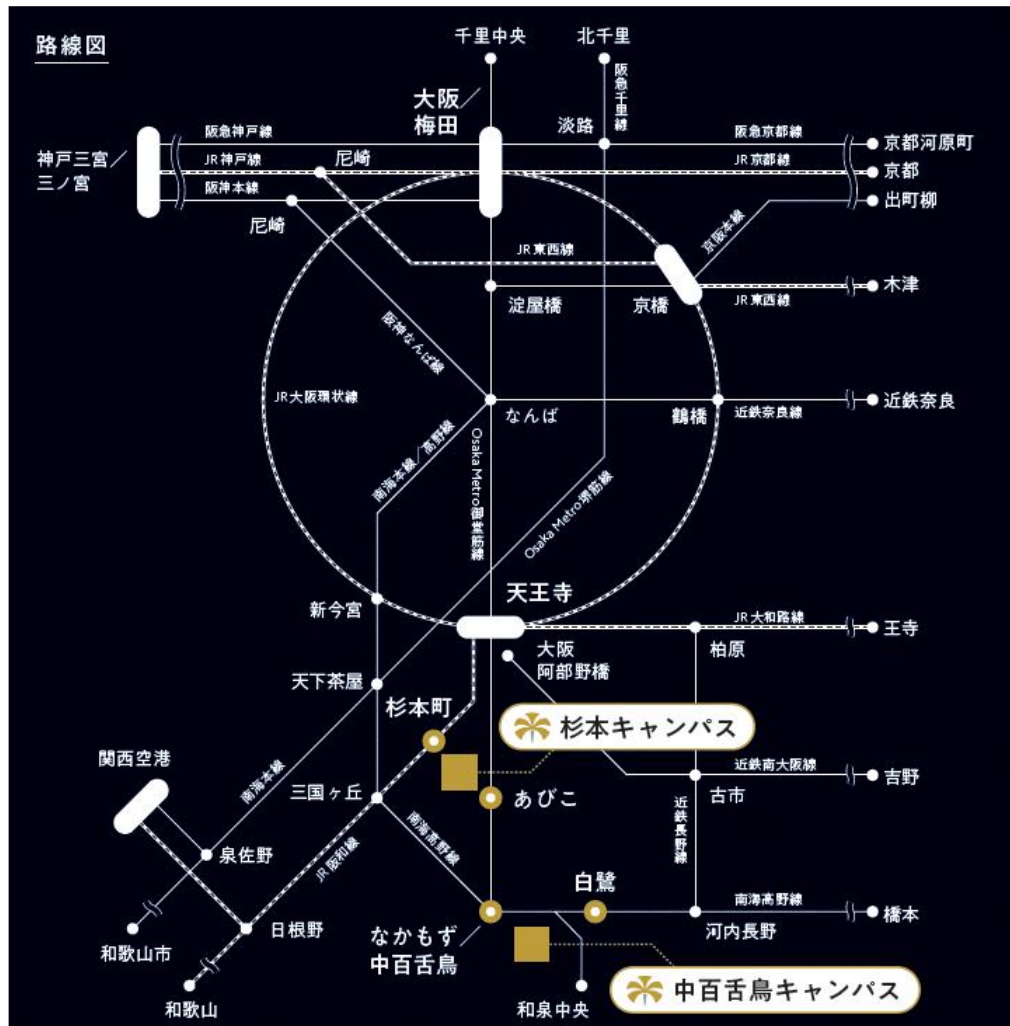 路線図
千里中央
北千里
阪急千里線
大阪／
梅田
淡路
阪急神戸線
阪急京都線
京都河原町
神戸三宮／
三ノ宮
JR神戸線
尼崎
JR京都線
京都
阪神本線
出町柳
尼崎
京阪本線
JR東西線
木津
淀屋橋
京橋
JR東西線
阪神なんば線
JR大阪環状線
なんば
鶴橋
近鉄奈良線
近鉄奈良
南海本線／高野線
Osaka Metro御堂筋線
Osaka Metro堺筋線
天王寺
新今宮
JR大和路線
王寺
大阪
阿部野橋
柏原
天下茶屋
杉本町
杉本キャンパス
関西空港
南海本線
近鉄南大阪線
吉野
三国ヶ丘
あびこ
古市
南海高野線
近鉄長野線
泉佐野
JR阪和線
白鷺
南海高野線
橋本
和歌山市
日根野
なかもず
中百舌鳥
河内長野
中百舌鳥キャンパス
和歌山
和泉中央